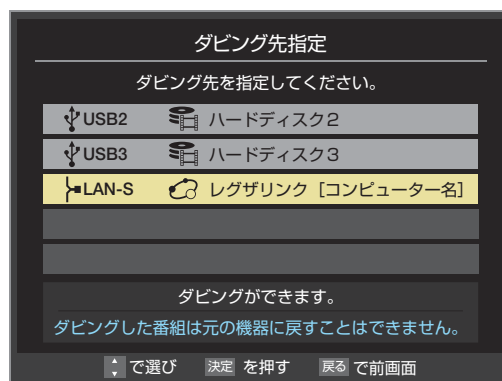 ダビング先指定
ダビング先を指定してください。
USB2 ハードディスク2
USB3 ハードディスク3
LAN-S レグザリンク［コンピューター名］
ダビングができます。
ダビングした番組は元の機器に戻すことはできません。
で選び 決定 を押す 戻る で前画面